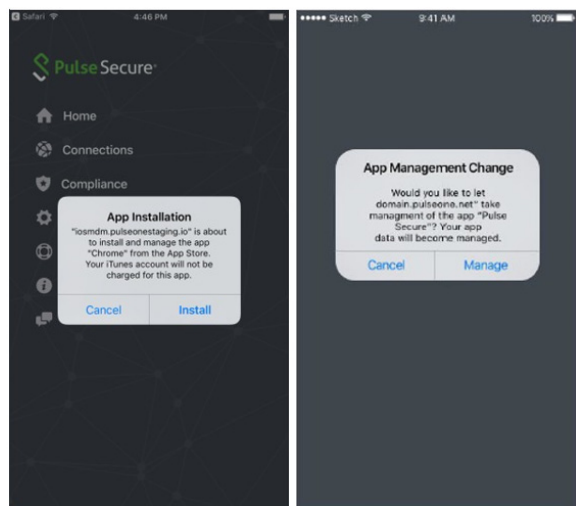 Safari 4:46 PM
Pulse Secure
Home
Connections
Compliance
App Installation
"iosmdm.pulseonestaging.io" is about
to install and manage the app
"Chrome" from the App Store.
Your iTunes account will not be
charged for this app.
Cancel Install
Sketch 9:41 AM 100%
App Management Change
Would you like to let
domain.pulseone.net" take
managment of the app "Pulse
Secure"? Your app
data will become managed.
Cancel Manage